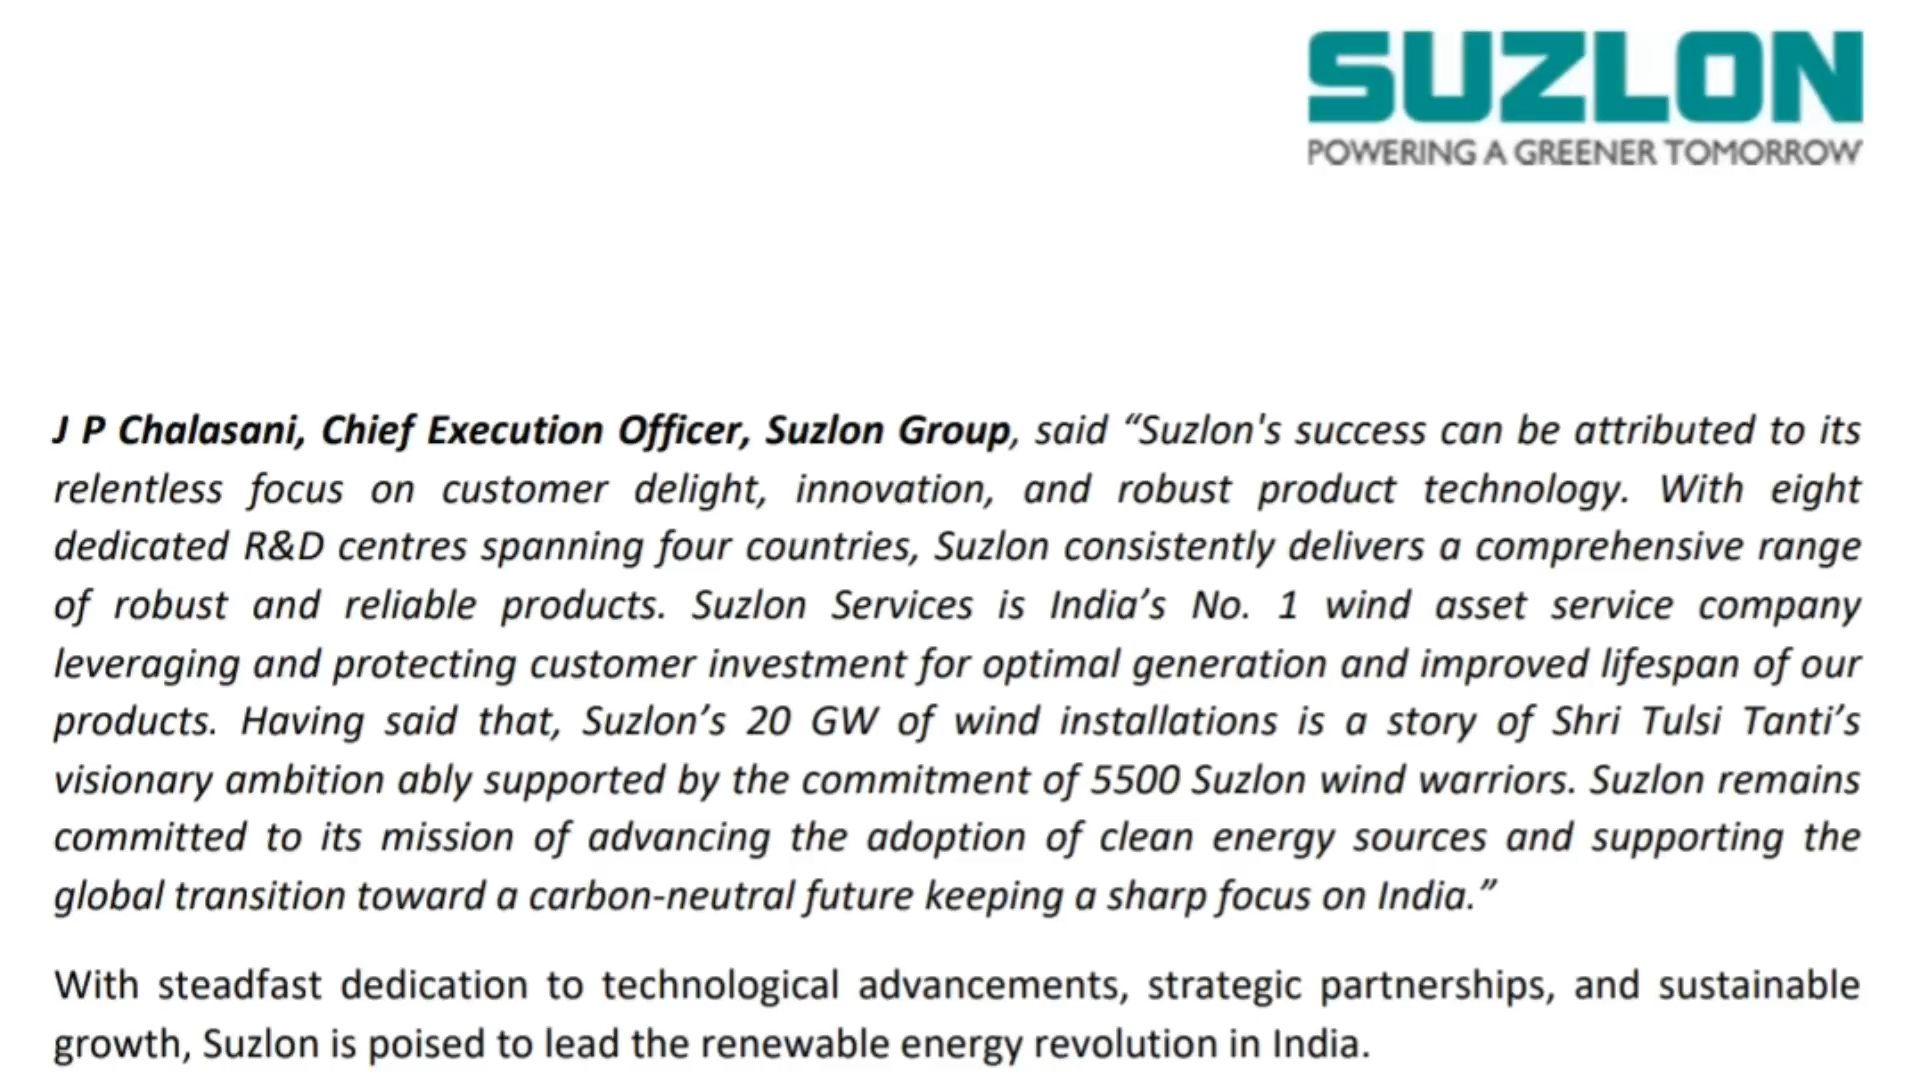 SUZLON
POWERING A GREENER TOMORROW
J P Chalasani, Chief Execution Officer, Suzlon Group, said “Suzlon's success can be attributed to its
relentless focus on customer delight, innovation, and robust product technology. With eight
dedicated R&D centres spanning four countries, Suzlon consistently delivers a comprehensive range
of robust and reliable products. Suzlon Services is India’s No. 1 wind asset service company
leveraging and protecting customer investment for optimal generation and improved lifespan of our
products. Having said that, Suzlon’s 20 GW of wind installations is a story of Shri Tulsi Tanti’s
visionary ambition ably supported by the commitment of 5500 Suzlon wind warriors. Suzlon remains
committed to its mission of advancing the adoption of clean energy sources and supporting the
global transition toward a carbon-neutral future keeping a sharp focus on India.”
With steadfast dedication to technological advancements, strategic partnerships, and sustainable
growth, Suzlon is poised to lead the renewable energy revolution in India.